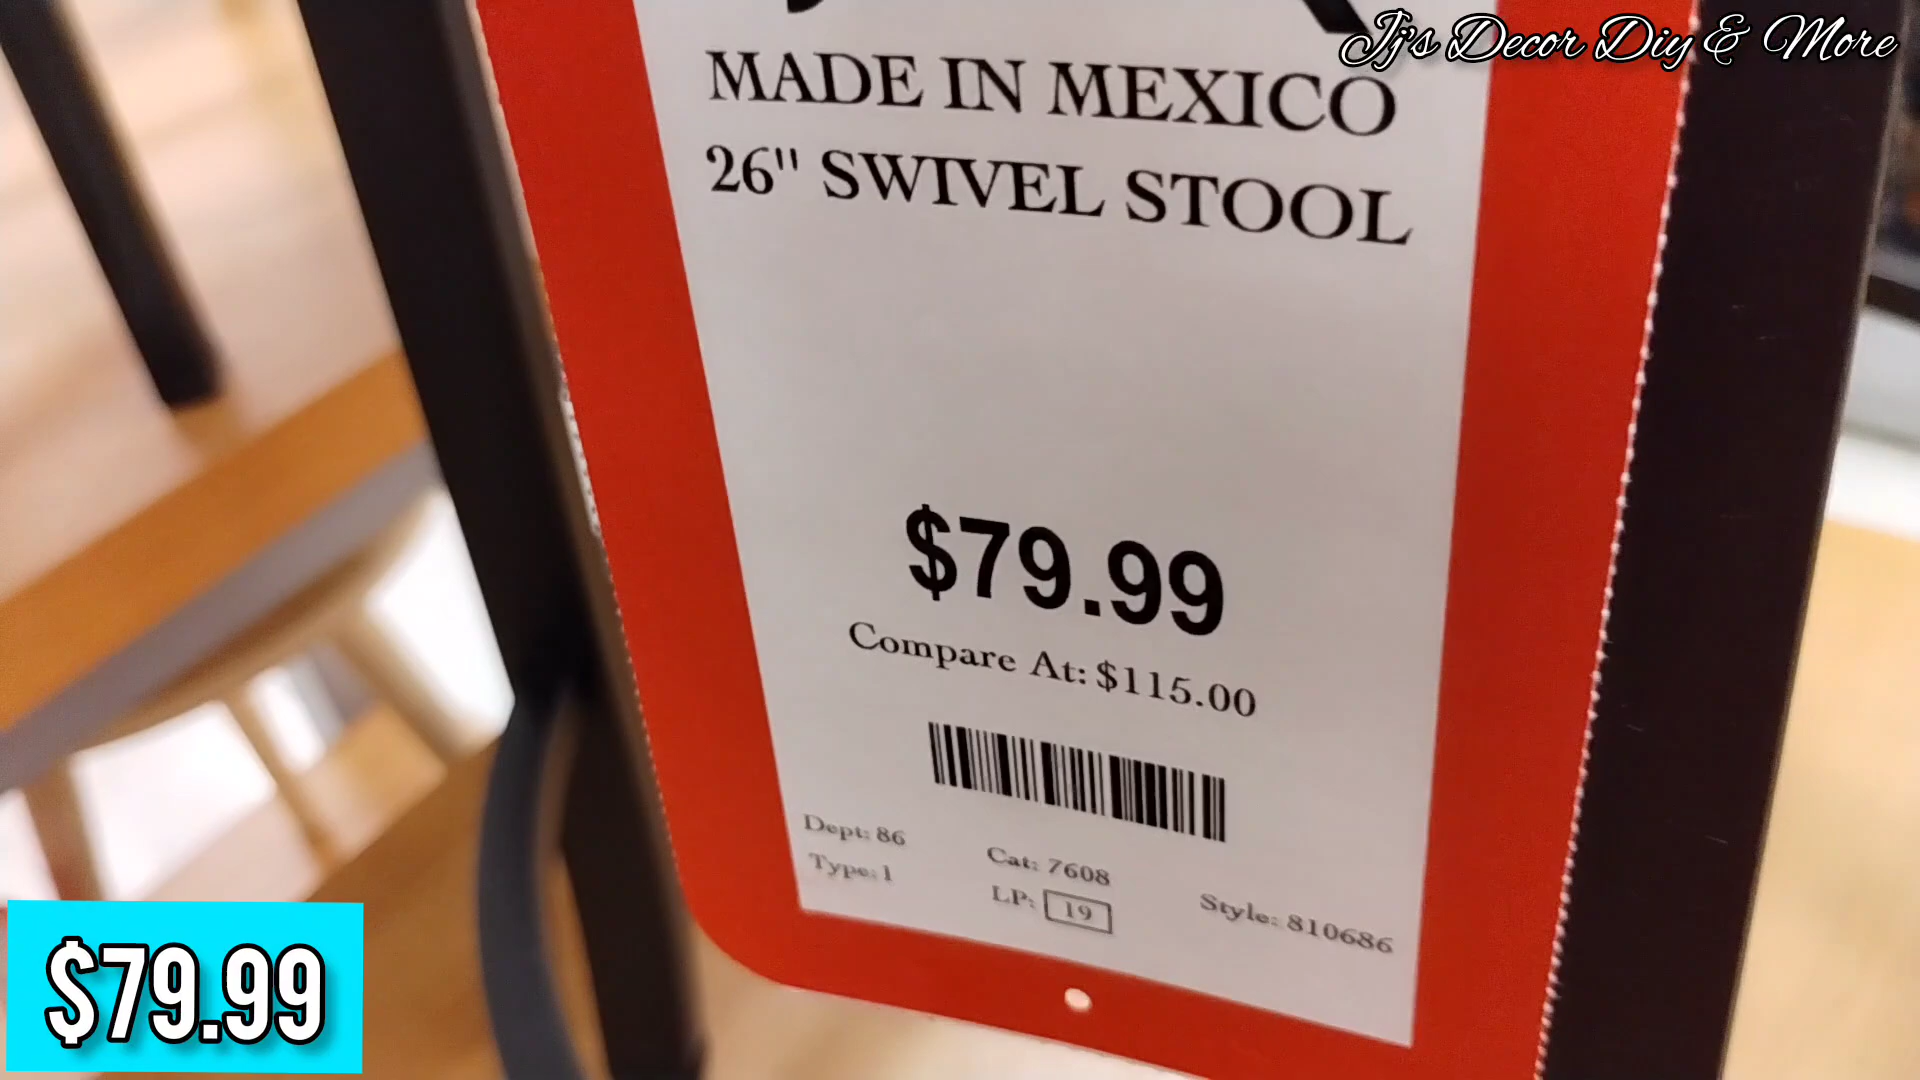 Jj's Decor Diy & More
MADE IN MEXICO
26" SWIVEL STOOL
$79.99
Compare At: $115.00
Dept: 86
Cat: 7608
Style: 810686
Type: 1
LP: 19
$79.99